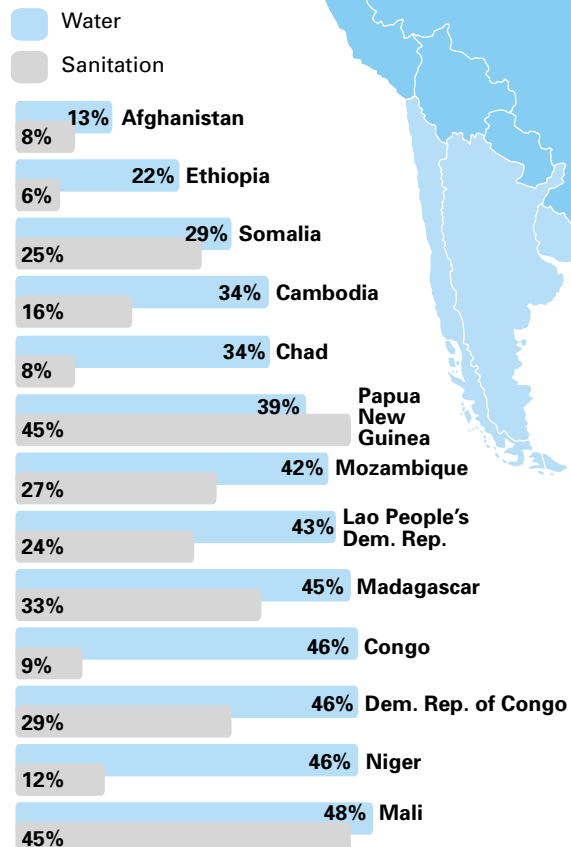 Water
Sanitation
13% Afghanistan
8%
22% Ethiopia
6%
29% Somalia
25%
34% Cambodia
16%
34% Chad
8%
39% Papua
New
Guinea
45%
42% Mozambique
27%
43% Lao People's
Dem. Rep.
24%
45% Madagascar
33%
46% Congo
9%
46% Dem. Rep. of Congo
29%
46% Niger
12%
48% Mali
45%